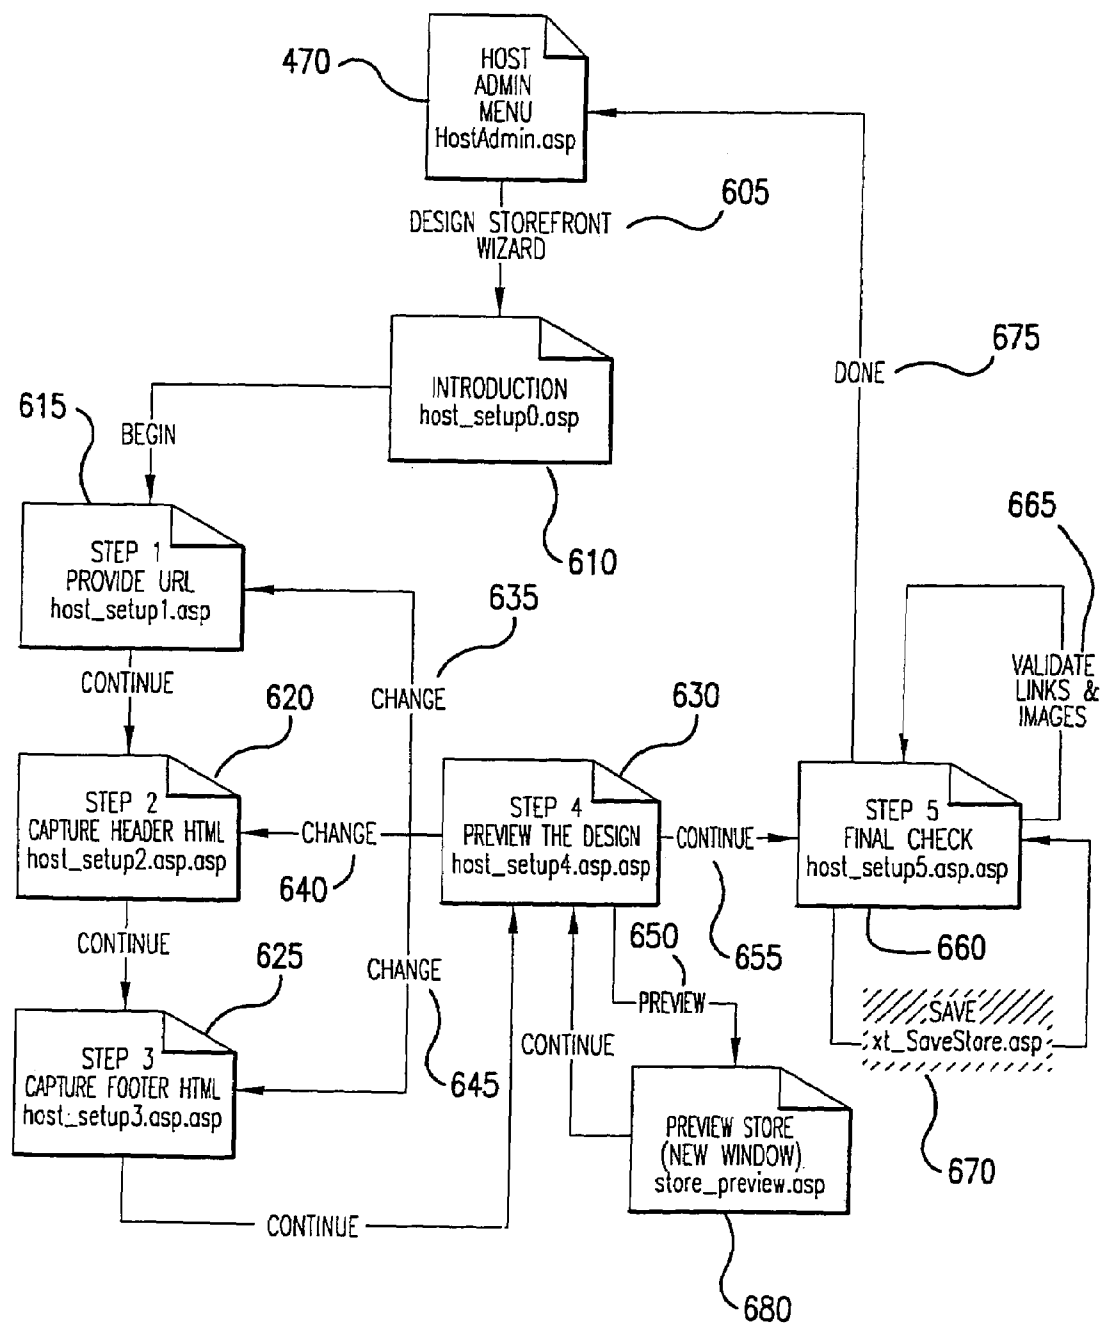 470
HOST
ADMIN
MENU
HostAdmin.asp
605
DESIGN STOREFRONT
WIZARD
675
DONE
INTRODUCTION
host_setup0.asp
610
615
BEGIN
STEP 1
PROVIDE URL
host_setup1.asp
635
665
VALIDATE
LINKS &
IMAGES
CONTINUE
620
CHANGE
630
STEP 2
CAPTURE HEADER HTML
host_setup2.asp.asp
CHANGE
640
STEP 4
PREVIEW THE DESIGN
host_setup4.asp.asp
CONTINUE
655
STEP 5
FINAL CHECK
host_setup5.asp.asp
660
CONTINUE
625
CHANGE
645
650
PREVIEW
CONTINUE
SAVE
xt_SaveStore.asp
670
STEP 3
CAPTURE FOOTER HTML
host_setup3.asp.asp
PREVIEW STORE
(NEW WINDOW)
store_preview.asp
680
CONTINUE